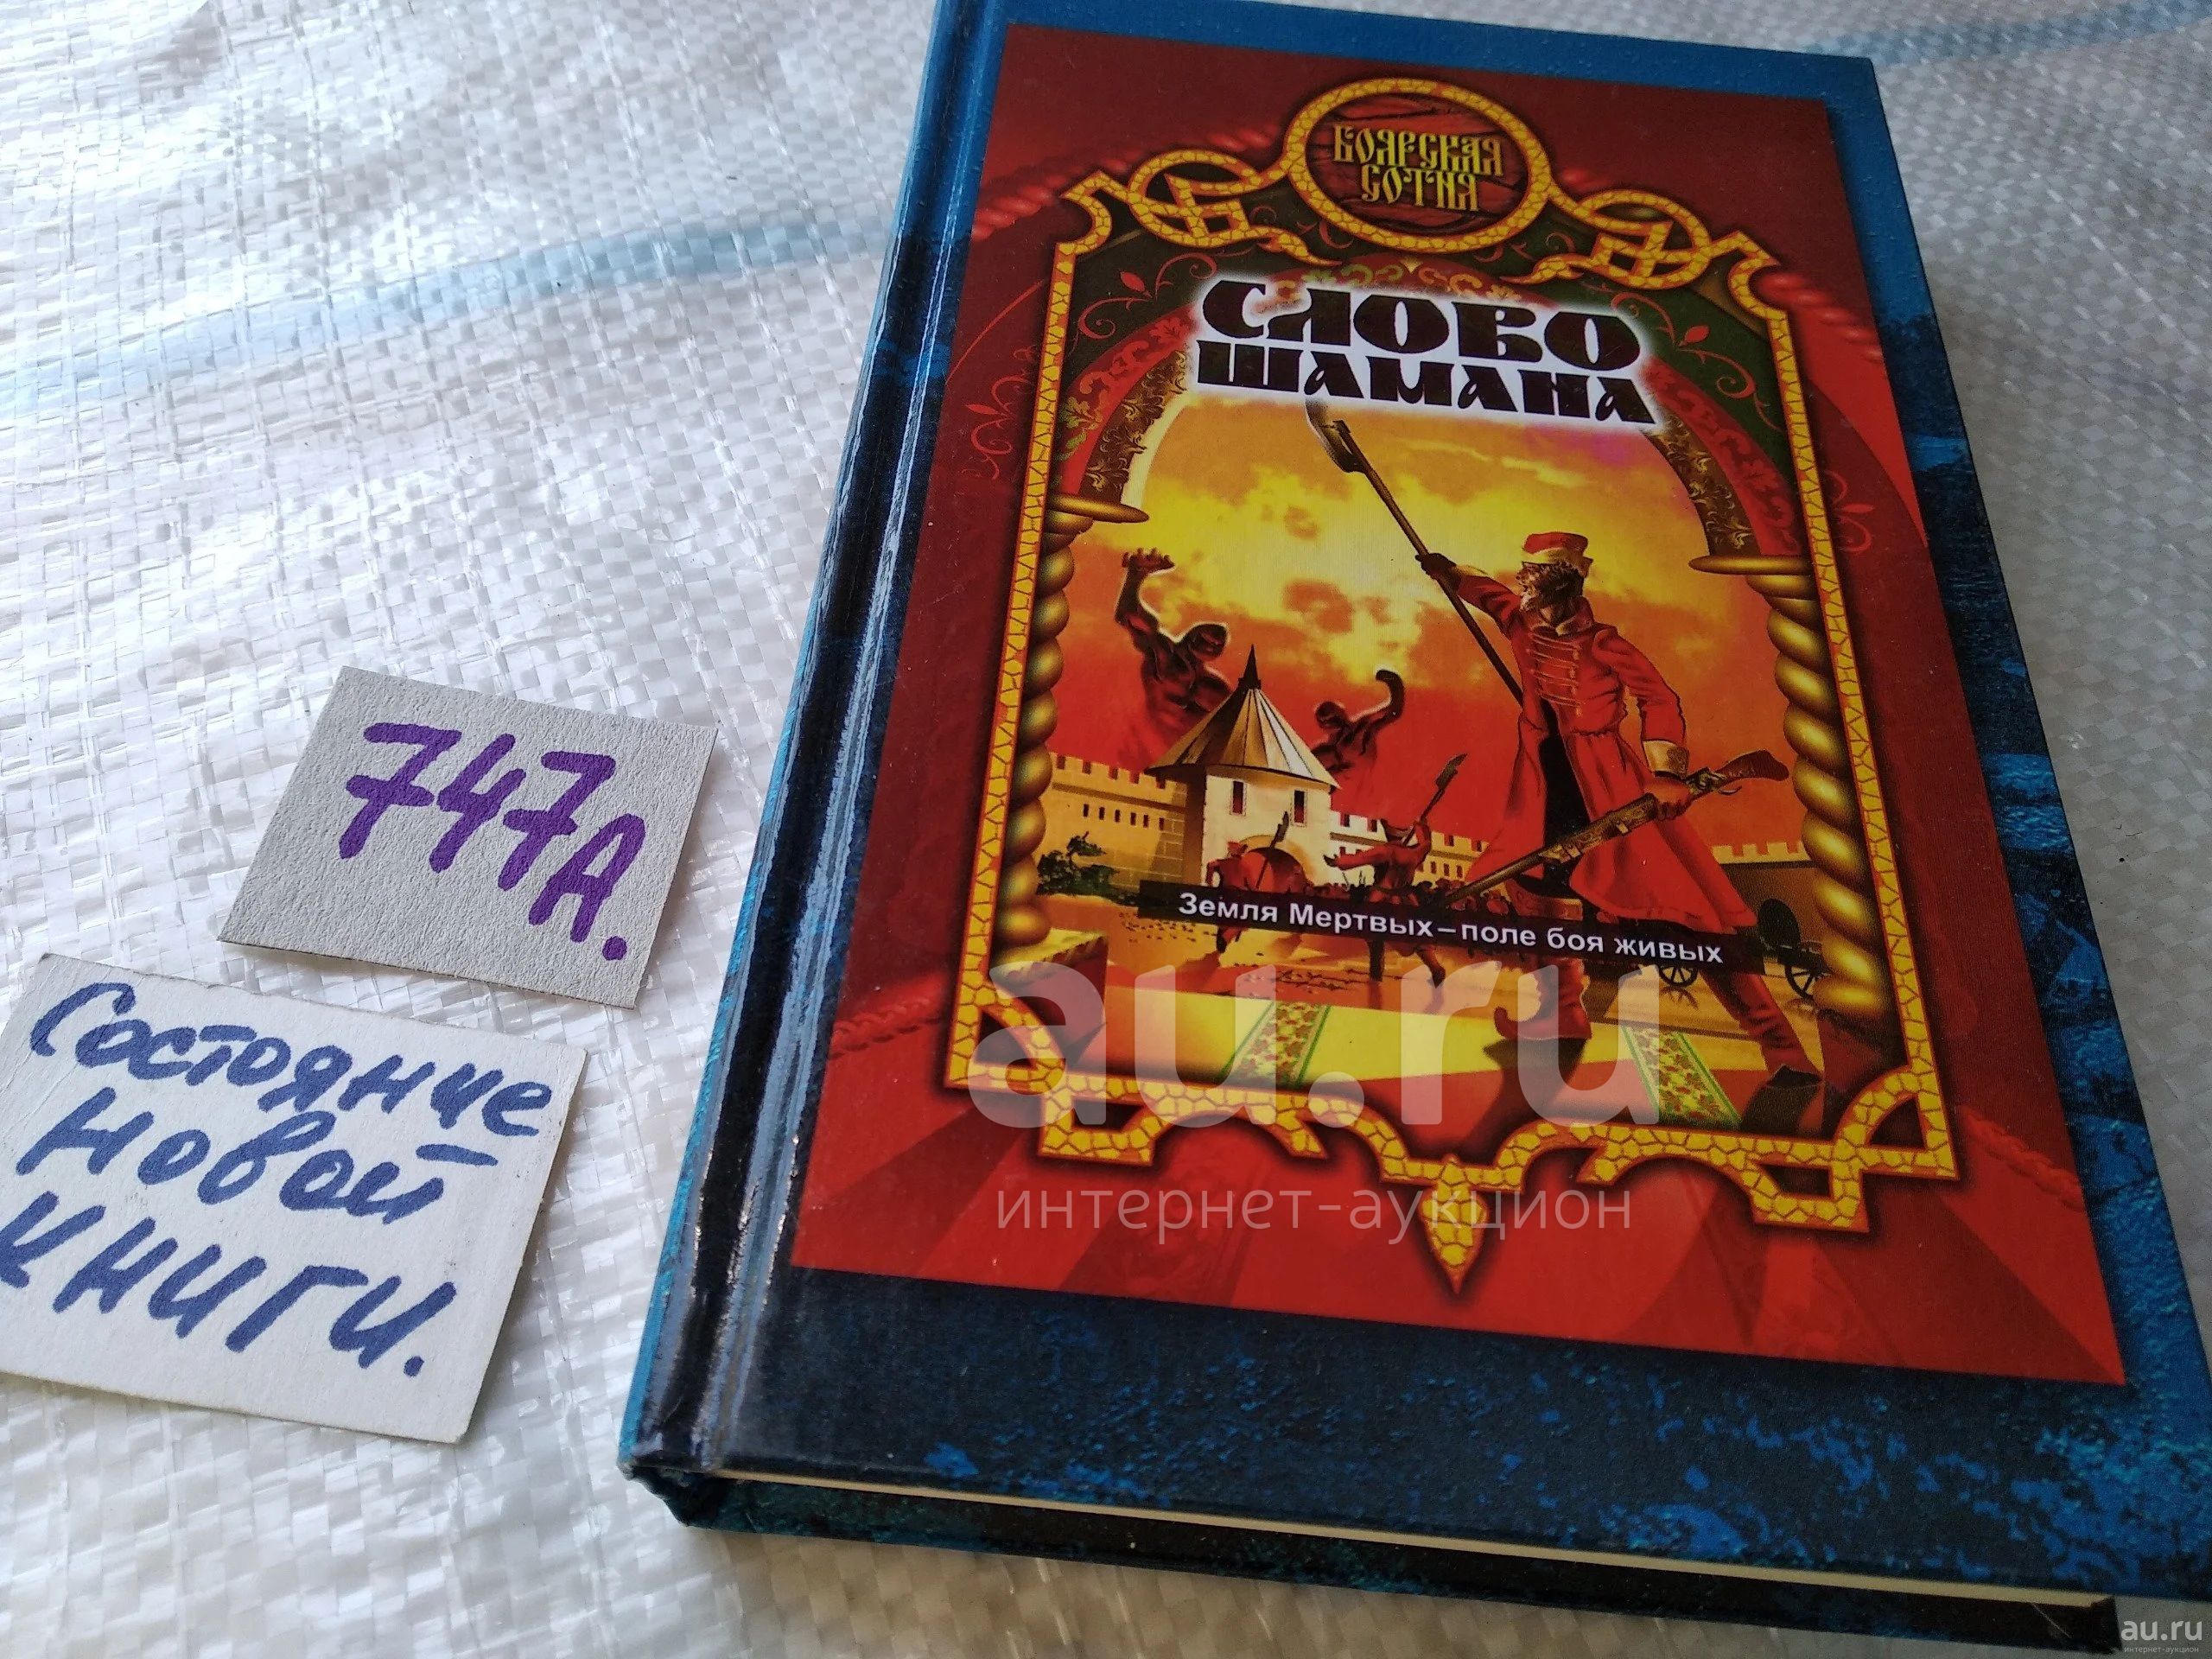 БОЯРСКАЯ
СОТНЯ
СЛОВО
ШАМАНА
Земля Мертвых – поле боя живых
747А.
Состояние
новой
книги.
au.ru
интернет-аукцион
au.ru
интернет-аукцион